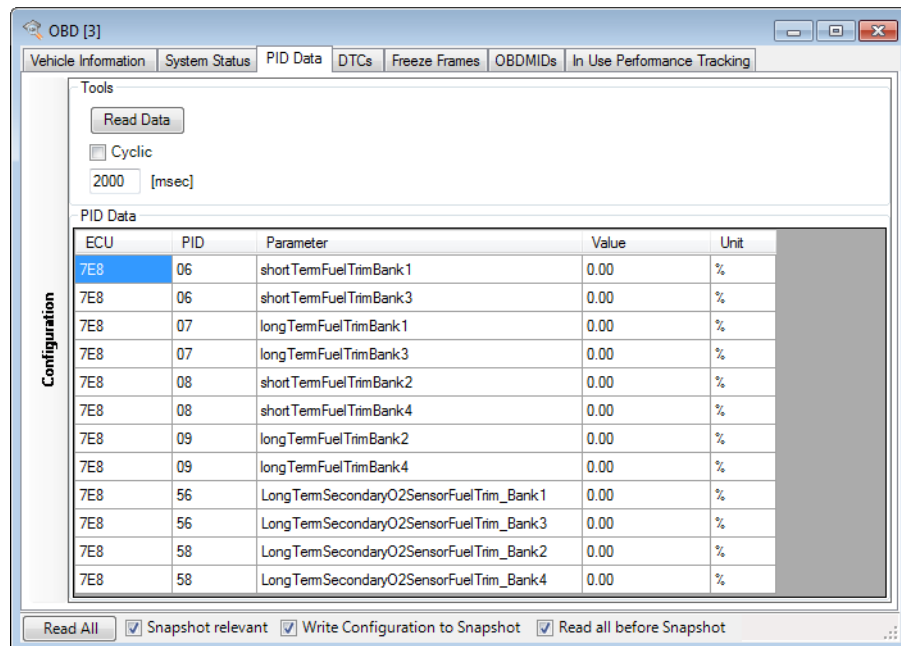 OBD [3]
Vehicle Information System Status PID Data DTCs Freeze Frames OBDMIDs In Use Performance Tracking
Configuration
Tools
Read Data
Cyclic
2000 [msec]
PID Data
ECU PID Parameter Value Unit
7E8 06 shortTermFuelTrimBank1 0.00 %
7E8 06 shortTermFuelTrimBank3 0.00 %
7E8 07 longTermFuelTrimBank1 0.00 %
7E8 07 longTermFuelTrimBank3 0.00 %
7E8 08 shortTermFuelTrimBank2 0.00 %
7E8 08 shortTermFuelTrimBank4 0.00 %
7E8 09 longTermFuelTrimBank2 0.00 %
7E8 09 longTermFuelTrimBank4 0.00 %
7E8 56 LongTermSecondaryO2SensorFuelTrim_Bank1 0.00 %
7E8 56 LongTermSecondaryO2SensorFuelTrim_Bank3 0.00 %
7E8 58 LongTermSecondaryO2SensorFuelTrim_Bank2 0.00 %
7E8 58 LongTermSecondaryO2SensorFuelTrim_Bank4 0.00 %
Read All Snapshot relevant Write Configuration to Snapshot Read all before Snapshot